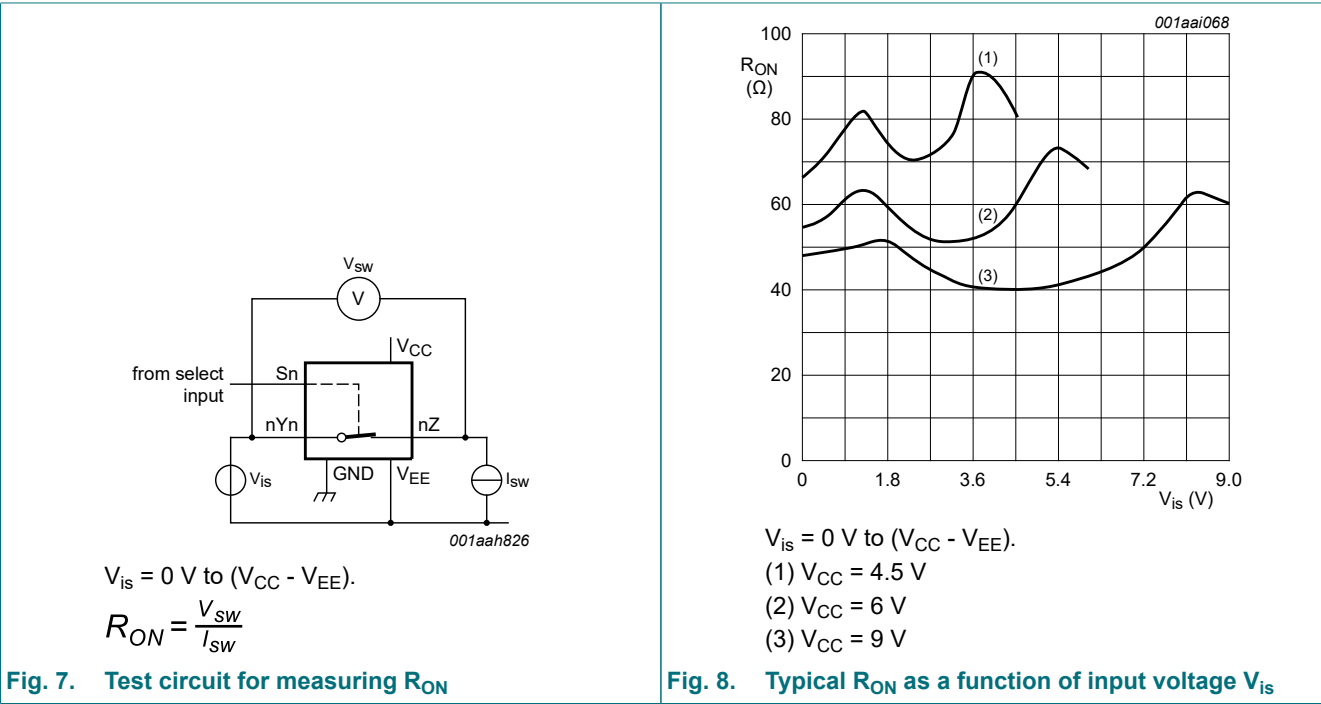 V_SW
V
V_CC
from select
input
Sn
nYn
nZ
V_is
GND
V_EE
I_sw
001aah826
V_is = 0 V to (V_CC - V_EE).
R_ON = V_SW / I_SW
Fig. 7. Test circuit for measuring R_ON
001aai068
R_ON
(Ω)
100
80
60
40
20
0
(1)
(2)
(3)
0 1.8 3.6 5.4 7.2 9.0
V_is (V)
V_is = 0 V to (V_CC - V_EE).
(1) V_CC = 4.5 V
(2) V_CC = 6 V
(3) V_CC = 9 V
Fig. 8. Typical R_ON as a function of input voltage V_is